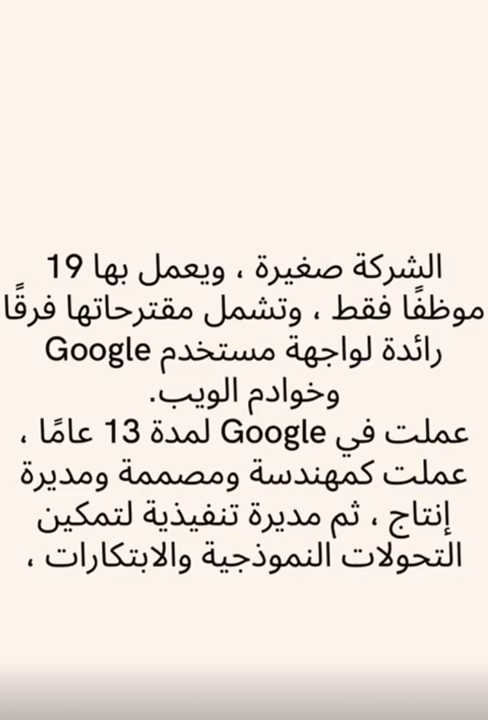 الشركة صغيرة ، ويعمل بها 19
موظفًا فقط ، وتشمل مقترحاتها فرقًا
رائدة لواجهة مستخدم Google
وخوادم الويب.
عملت في Google لمدة 13 عامًا ،
عملت كمهندسة ومصممة ومديرة
إنتاج ، ثم مديرة تنفيذية لتمكين
التحولات النموذجية والابتكارات ،